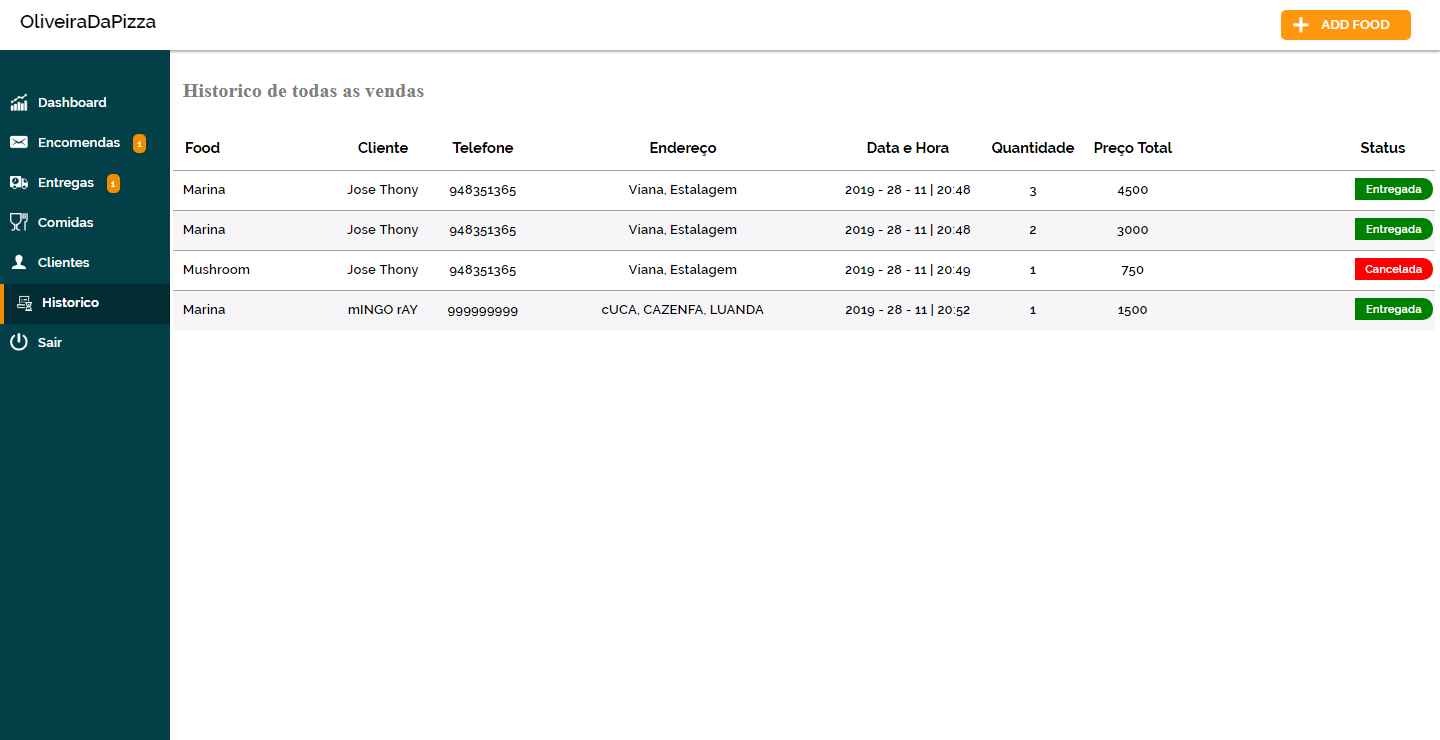 OliveiraDaPizza
ADD FOOD
Dashboard
Encomendas 1
Entregas 1
Comidas
Clientes
Historico
Sair
Historico de todas as vendas
Food Cliente Telefone Endereço Data e Hora Quantidade Preço Total Status
Marina Jose Thony 948351365 Viana, Estalagem 2019 - 28 - 11 | 20:48 3 4500 Entregada
Marina Jose Thony 948351365 Viana, Estalagem 2019 - 28 - 11 | 20:48 2 3000 Entregada
Mushroom Jose Thony 948351365 Viana, Estalagem 2019 - 28 - 11 | 20:49 1 750 Cancelada
Marina mINGO rAY 999999999 cUCA, CAZENFA, LUANDA 2019 - 28 - 11 | 20:52 1 1500 Entregada